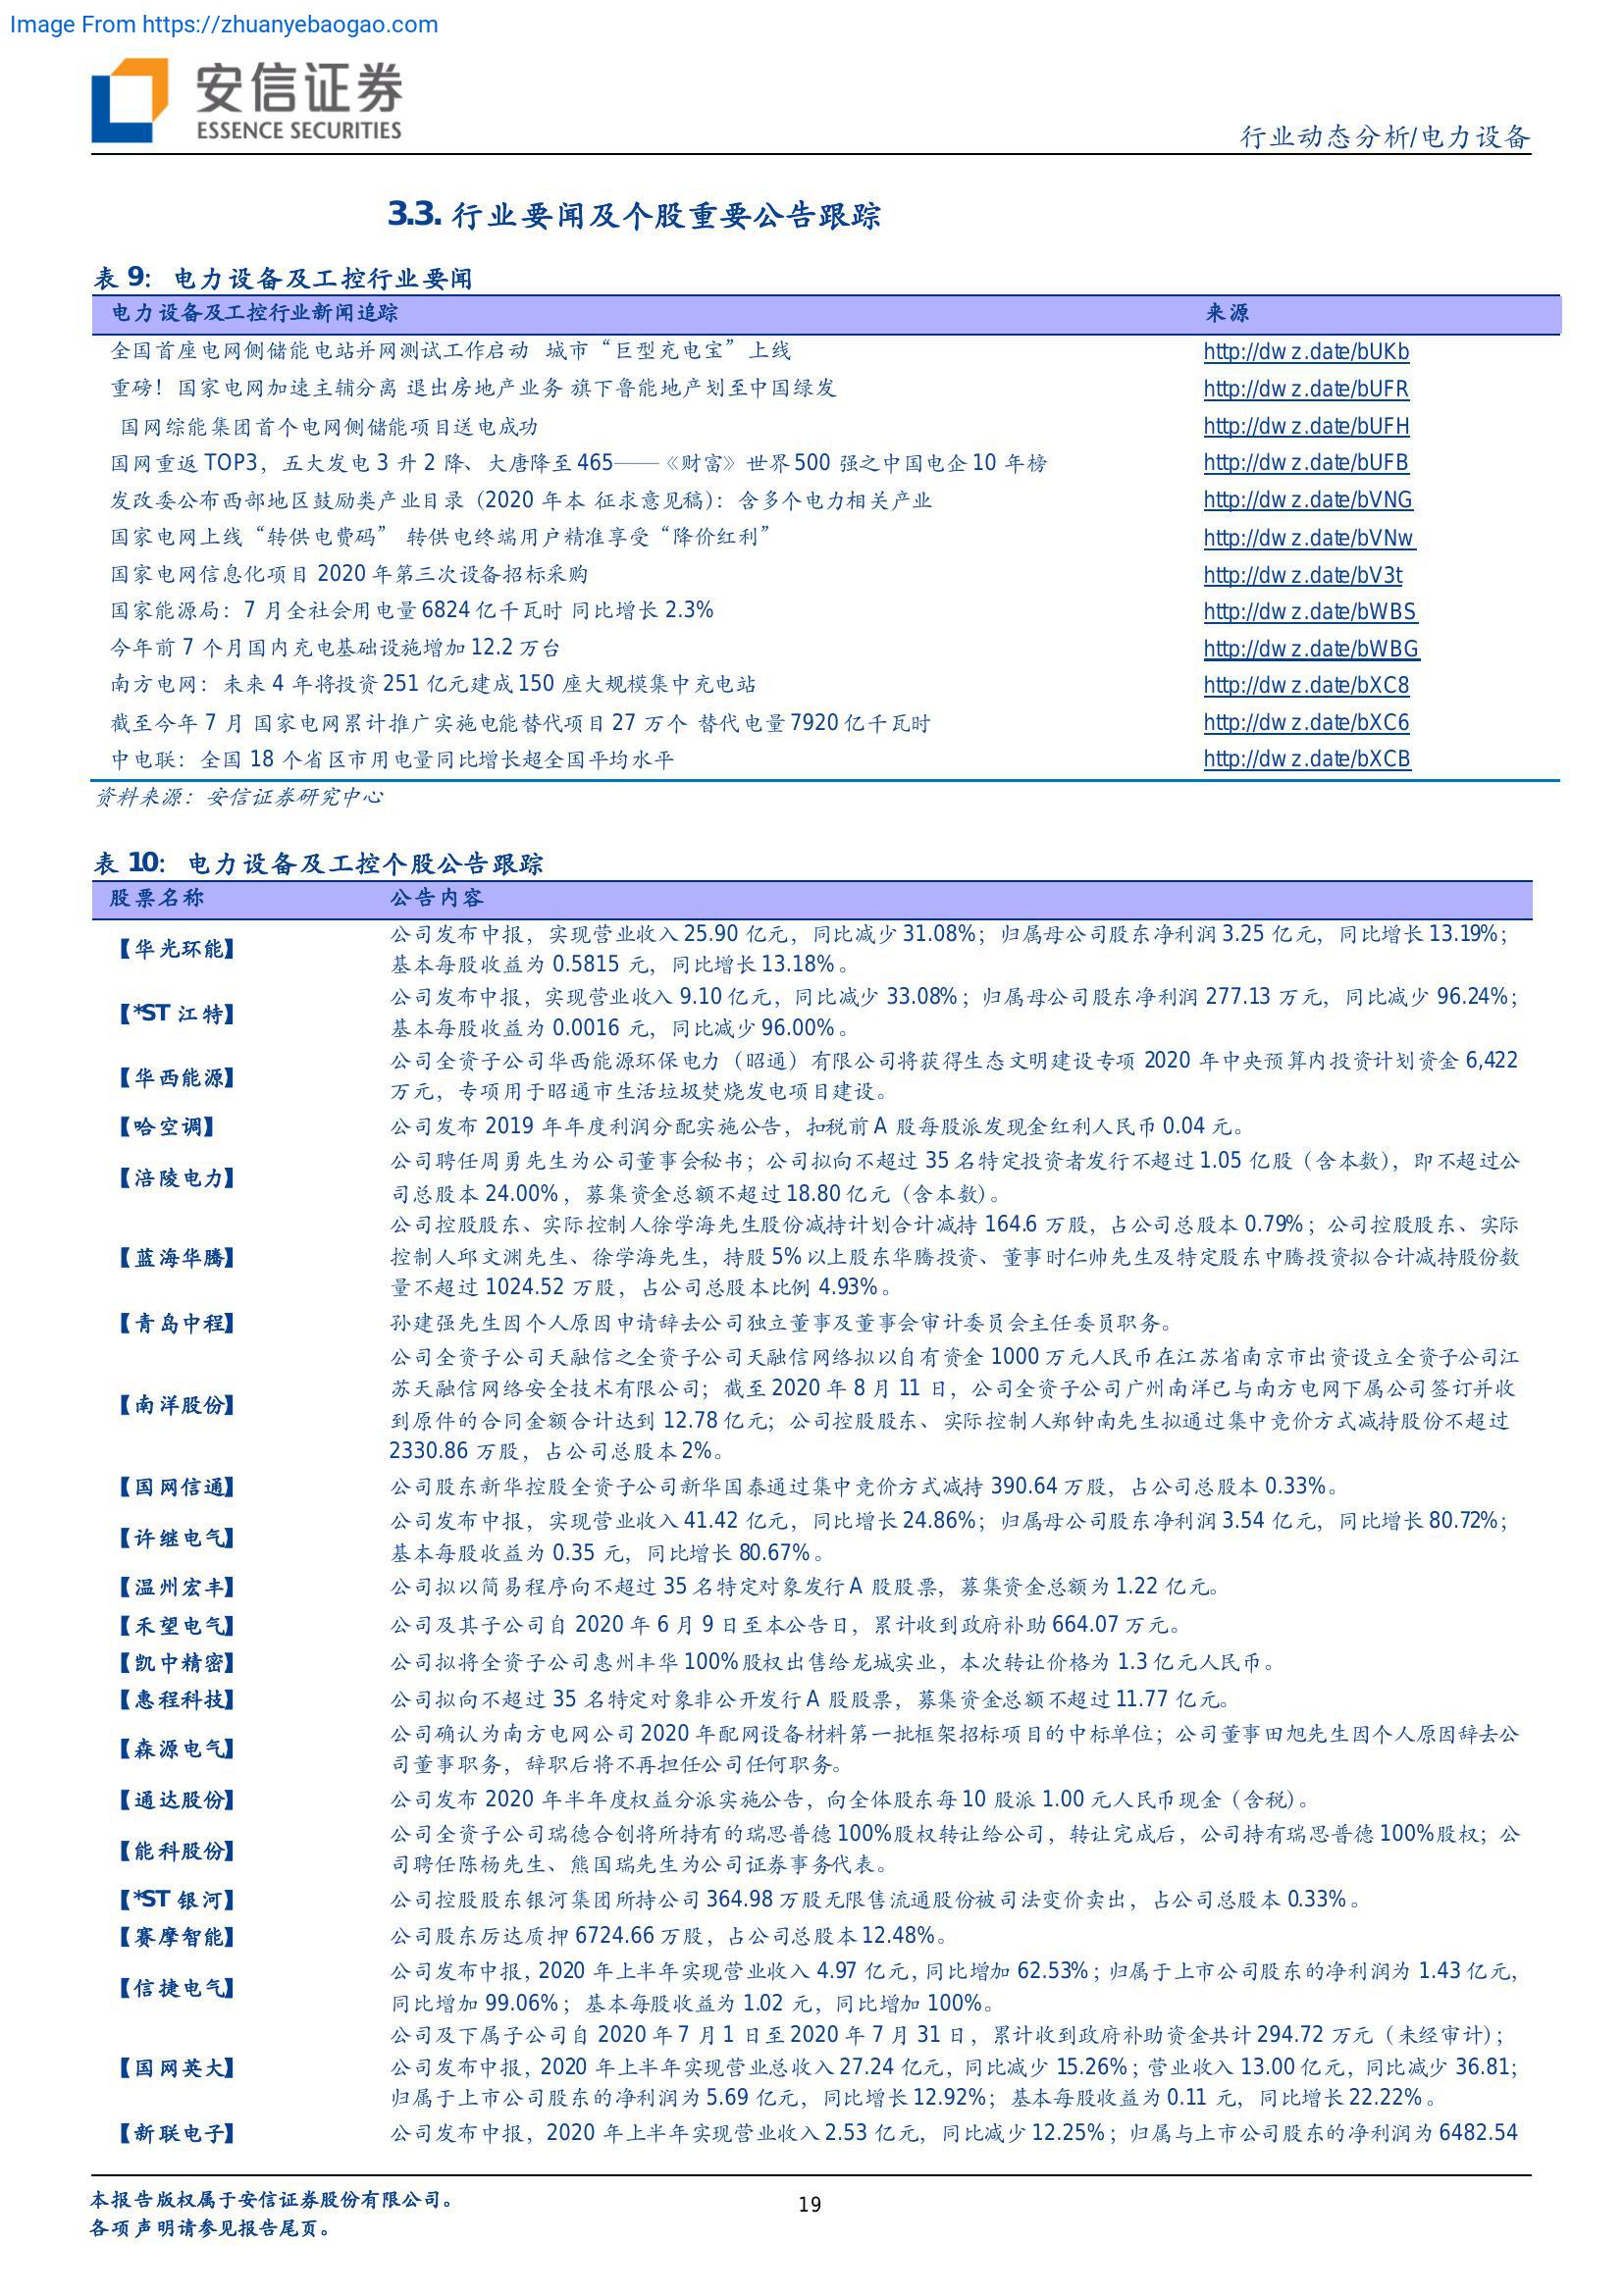 Image From https://zhuanyebaogao.com
安信证券
ESSENCE SECURITIES
行业动态分析/电力设备
3.3. 行业要闻及个股重要公告跟踪
表 9: 电力设备及工控行业要闻
电力设备及工控行业新闻追踪 来源
全国首座电网侧储能电站并网测试工作启动 城市“巨型充电宝”上线 http://dwz.date/bUKb
重磅！国家电网加速主辅分离 退出房地产业务 旗下鲁能地产划至中国绿发 http://dwz.date/bUFR
国网综能集团首个电网侧储能项目送电成功 http://dwz.date/bUFH
国网重返 TOP3，五大发电 3 升 2 降、大唐降至 465——《财富》世界 500 强之中国电企 10 年榜 http://dwz.date/bUFB
发改委公布西部地区鼓励类产业目录（2020 年本 征求意见稿）：含多个电力相关产业 http://dwz.date/bVNG
国家电网上线“转供电费码” 转供电终端用户精准享受“降价红利” http://dwz.date/bVNw
国家电网信息化项目 2020 年第三次设备招标采购 http://dwz.date/bV3t
国家能源局：7 月全社会用电量 6824 亿千瓦时 同比增长 2.3% http://dwz.date/bWBS
今年前 7 个月国内充电基础设施增加 12.2 万台 http://dwz.date/bWBG
南方电网：未来 4 年将投资 251 亿元建成 150 座大规模集中充电站 http://dwz.date/bXC8
截至今年 7 月 国家电网累计推广实施电能替代项目 27 万个 替代电量 7920 亿千瓦时 http://dwz.date/bXC6
中电联：全国 18 个省区市用电量同比增长超全国平均水平 http://dwz.date/bXCB
资料来源：安信证券研究中心
表 10: 电力设备及工控个股公告跟踪
股票名称 公告内容
【华光环能】 公司发布中报，实现营业收入 25.90 亿元，同比减少 31.08%；归属母公司股东净利润 3.25 亿元，同比增长 13.19%；
基本每股收益为 0.5815 元，同比增长 13.18%。
【*ST 江特】 公司发布中报，实现营业收入 9.10 亿元，同比减少 33.08%；归属母公司股东净利润 277.13 万元，同比减少 96.24%；
基本每股收益为 0.0016 元，同比减少 96.00%。
【华西能源】 公司全资子公司华西能源环保电力（昭通）有限公司将获得生态文明建设专项 2020 年中央预算内投资计划资金 6,422
万元，专项用于昭通市生活垃圾焚烧发电项目建设。
【哈空调】 公司发布 2019 年年度利润分配实施公告，扣税前 A 股每股派发现金红利人民币 0.04 元。
【涪陵电力】 公司聘任周勇先生为公司董事会秘书；公司拟向不超过 35 名特定投资者发行不超过 1.05 亿股（含本数），即不超过公
司总股本 24.00%，募集资金总额不超过 18.80 亿元（含本数）。
【蓝海华腾】 公司控股股东、实际控制人徐学海先生股份减持计划合计减持 164.6 万股，占公司总股本 0.79%；公司控股股东、实际
控制人邱文渊先生、徐学海先生，持股 5%以上股东华腾投资、董事时仁帅先生及特定股东中腾投资拟合计减持股份数
量不超过 1024.52 万股，占公司总股本比例 4.93%。
【青岛中程】 孙建强先生因个人原因申请辞去公司独立董事及董事会审计委员会主任委员职务。
【南洋股份】 公司全资子公司天融信之全资子公司天融信网络拟以自有资金 1000 万元人民币在江苏省南京市出资设立全资子公司江
苏天融信网络安全技术有限公司；截至 2020 年 8 月 11 日，公司全资子公司广州南洋已与南方电网下属公司签订并收
到原件的合同金额合计达到 12.78 亿元；公司控股股东、实际控制人郑钟南先生拟通过集中竞价方式减持股份不超过
2330.86 万股，占公司总股本 2%。
【国网信通】 公司股东新华控股全资子公司新华国泰通过集中竞价方式减持 390.64 万股，占公司总股本 0.33%。
【许继电气】 公司发布中报，实现营业收入 41.42 亿元，同比增长 24.86%；归属母公司股东净利润 3.54 亿元，同比增长 80.72%；
基本每股收益为 0.35 元，同比增长 80.67%。
【温州宏丰】 公司拟以简易程序向不超过 35 名特定对象发行 A 股股票，募集资金总额为 1.22 亿元。
【禾望电气】 公司及其子公司自 2020 年 6 月 9 日至本公告日，累计收到政府补助 664.07 万元。
【凯中精密】 公司拟将全资子公司惠州丰华 100%股权出售给龙城实业，本次转让价格为 1.3 亿元人民币。
【惠程科技】 公司拟向不超过 35 名特定对象非公开发行 A 股股票，募集资金总额不超过 11.77 亿元。
【森源电气】 公司确认为南方电网公司 2020 年配网设备材料第一批框架招标项目的中标单位；公司董事田旭先生因个人原因辞去公
司董事职务，辞职后将不再担任公司任何职务。
【通达股份】 公司发布 2020 年半年度权益分派实施公告，向全体股东每 10 股派 1.00 元人民币现金（含税）。
【能科股份】 公司全资子公司瑞德合创将所持有的瑞思普德 100%股权转让给公司，转让完成后，公司持有瑞思普德 100%股权；公
司聘任陈杨先生、熊国瑞先生为公司证券事务代表。
【*ST 银河】 公司控股股东银河集团所持公司 364.98 万股无限售流通股份被司法变价卖出，占公司总股本 0.33%。
【赛摩智能】 公司股东厉达质押 6724.66 万股，占公司总股本 12.48%。
【信捷电气】 公司发布中报，2020 年上半年实现营业收入 4.97 亿元，同比增加 62.53%；归属于上市公司股东的净利润为 1.43 亿元，
同比增加 99.06%；基本每股收益为 1.02 元，同比增加 100%。
【国网英大】 公司及下属子公司自 2020 年 7 月 1 日至 2020 年 7 月 31 日，累计收到政府补助资金共计 294.72 万元（未经审计）；
公司发布中报，2020 年上半年实现营业总收入 27.24 亿元，同比减少 15.26%；营业收入 13.00 亿元，同比减少 36.81；
归属于上市公司股东的净利润为 5.69 亿元，同比增长 12.92%；基本每股收益为 0.11 元，同比增长 22.22%。
【新联电子】 公司发布中报，2020 年上半年实现营业收入 2.53 亿元，同比减少 12.25%；归属与上市公司股东的净利润为 6482.54
本报告版权属于安信证券股份有限公司。
各项声明请参见报告尾页。
19